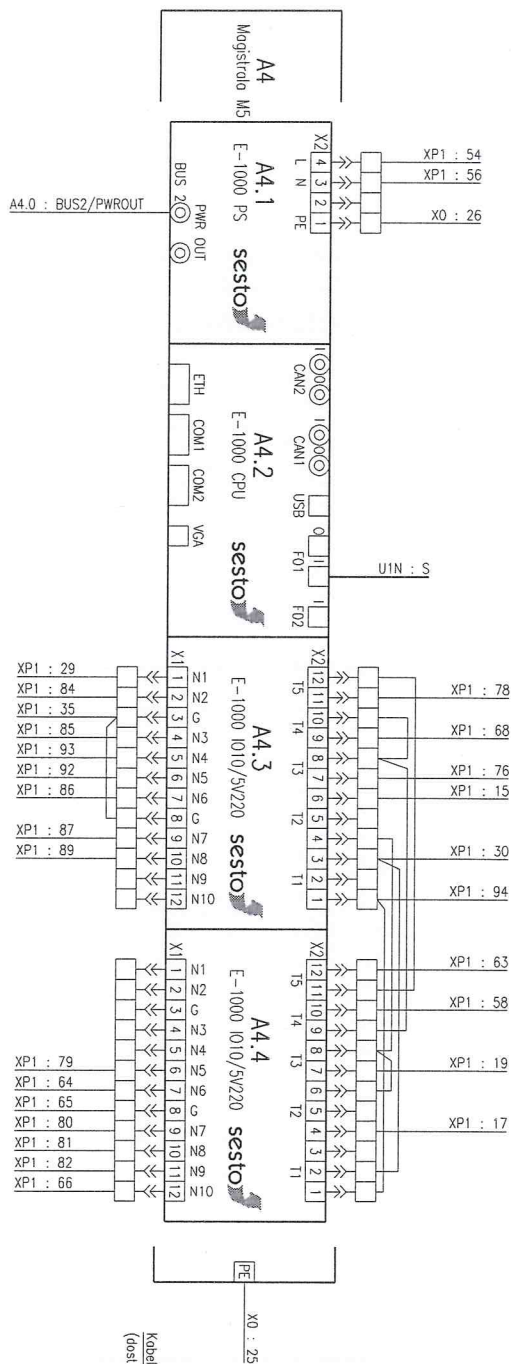 A4
Magistrala M5
XP1 : 54
XP1 : 56
X0 : 26
X2
4 3 2 1
L N PE
A4.1
E-1000 PS
sesto
BUS 2
PWR OUT
A4.0 : BUS2/PWROUT
1 0 1 0
CAN2
CAN1
USB
0 1
FO1
1
FO2
U1N : S
A4.2
E-1000 CPU
sesto
ETH
COM1
COM2
VGA
XP1 : 78
XP1 : 68
XP1 : 76
XP1 : 15
XP1 : 30
XP1 : 94
X2
12 11 10 9 8 7 6 5 4 3 2 1
T5 T4 T3 T2 T1
A4.3
E-1000 IO10/5V220
sesto
X1
1 2 3 4 5 6 7 8 9 10 11 12
N1 N2 G N3 N4 N5 N6 G N7 N8 N9 N10
XP1 : 29
XP1 : 84
XP1 : 35
XP1 : 85
XP1 : 93
XP1 : 92
XP1 : 86
XP1 : 87
XP1 : 89
XP1 : 63
XP1 : 58
XP1 : 19
XP1 : 17
X2
12 11 10 9 8 7 6 5 4 3 2 1
T5 T4 T3 T2 T1
A4.4
E-1000 IO10/5V220
sesto
X1
1 2 3 4 5 6 7 8 9 10 11 12
N1 N2 G N3 N4 N5 N6 G N7 N8 N9 N10
XP1 : 79
XP1 : 64
XP1 : 65
XP1 : 80
XP1 : 81
XP1 : 82
XP1 : 66
PE
X0 : 25
Kabel
(dost